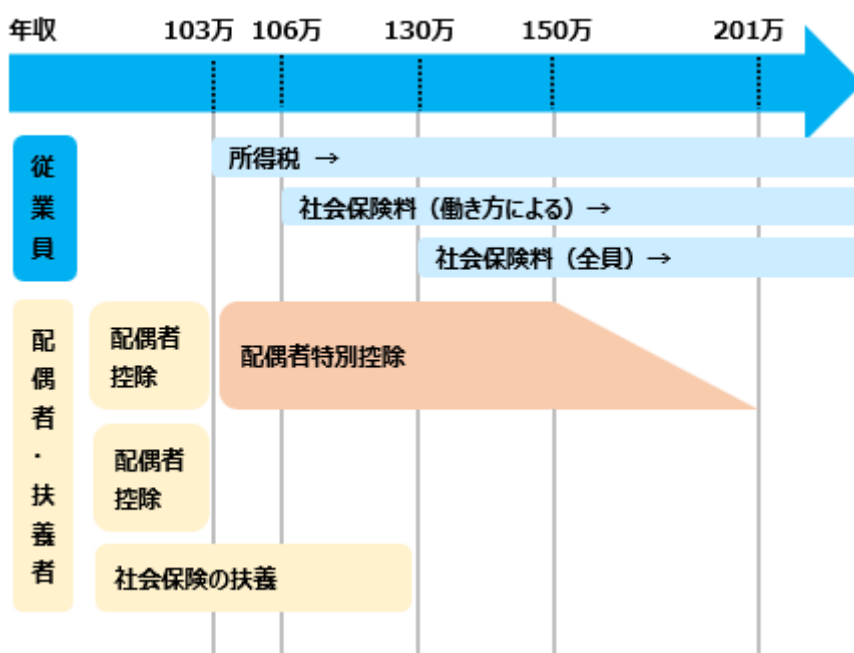 年収 103万 106万 130万 150万 201万
従業員
所得税 →
社会保険料（働き方による）→
社会保険料（全員）→
配偶者・扶義者
配偶者
控除
配偶者特別控除
配偶者
控除
社会保険の扶義